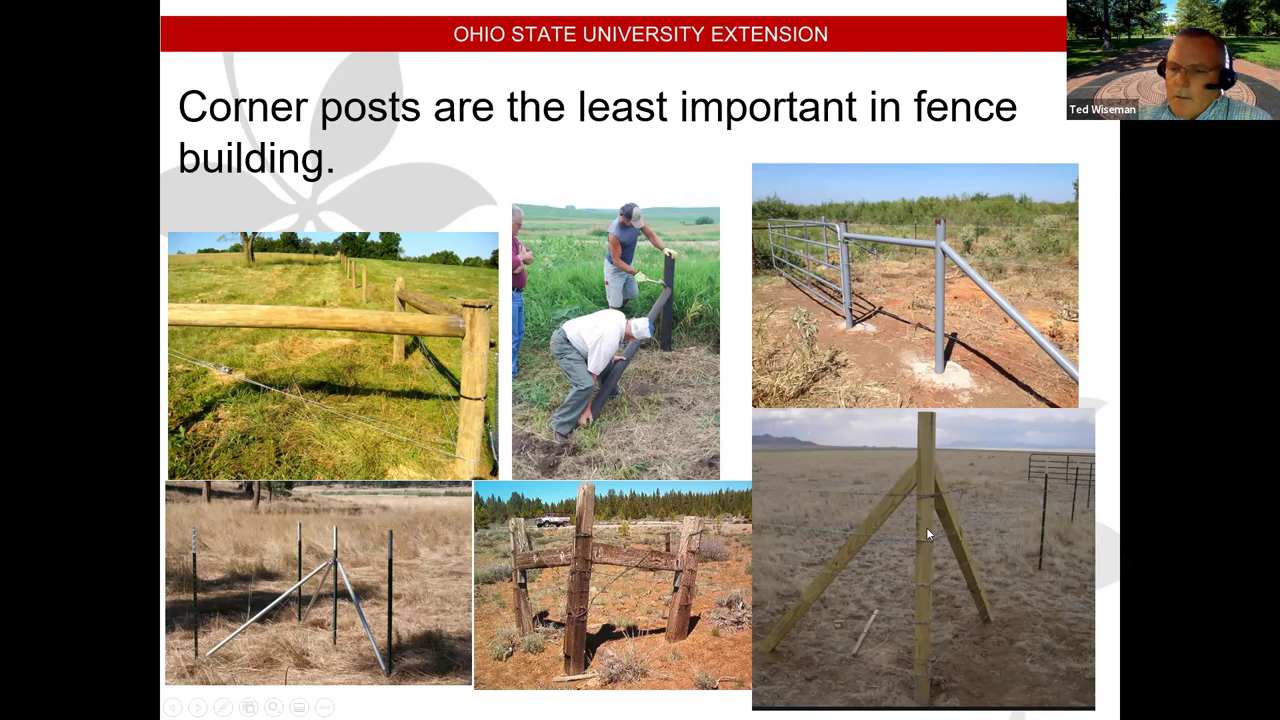 OHIO STATE UNIVERSITY EXTENSION
Corner posts are the least important in fence
building.
Ted Wiseman